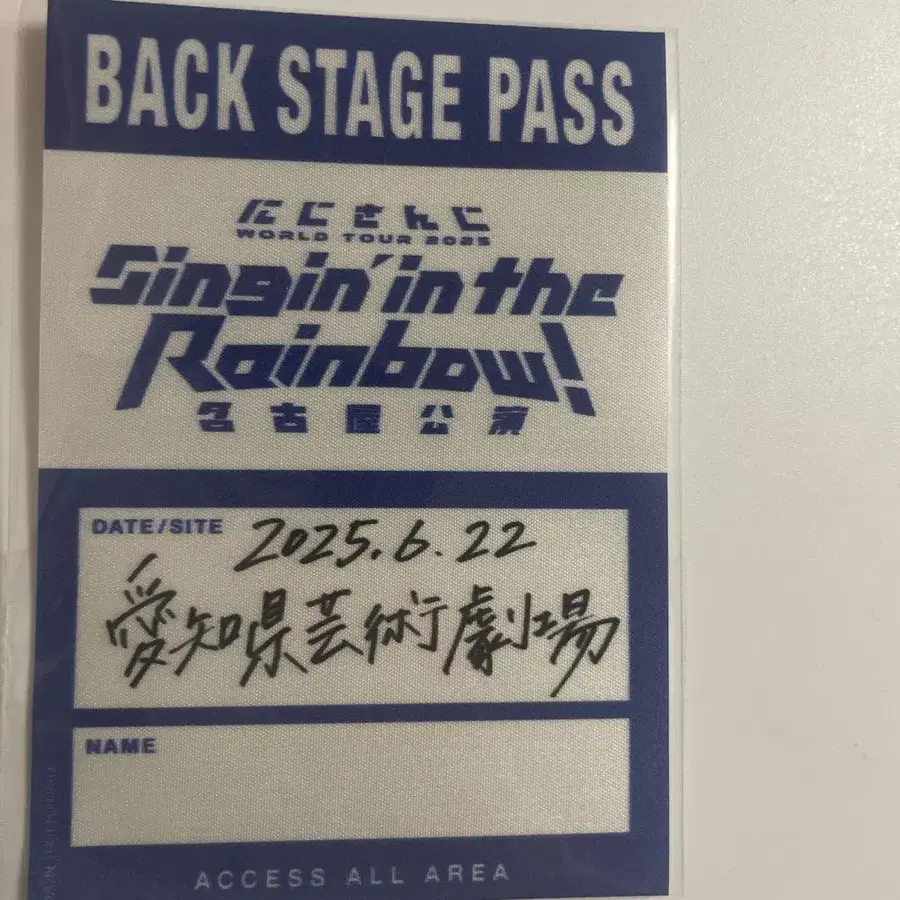 BACK STAGE PASS
にじさんじ
WORLD TOUR 2025
Singin' in the
Rainbow!
名古屋公演
DATE/SITE 2025.6.22
愛知県芸術劇場
NAME
ACCESS ALL AREA